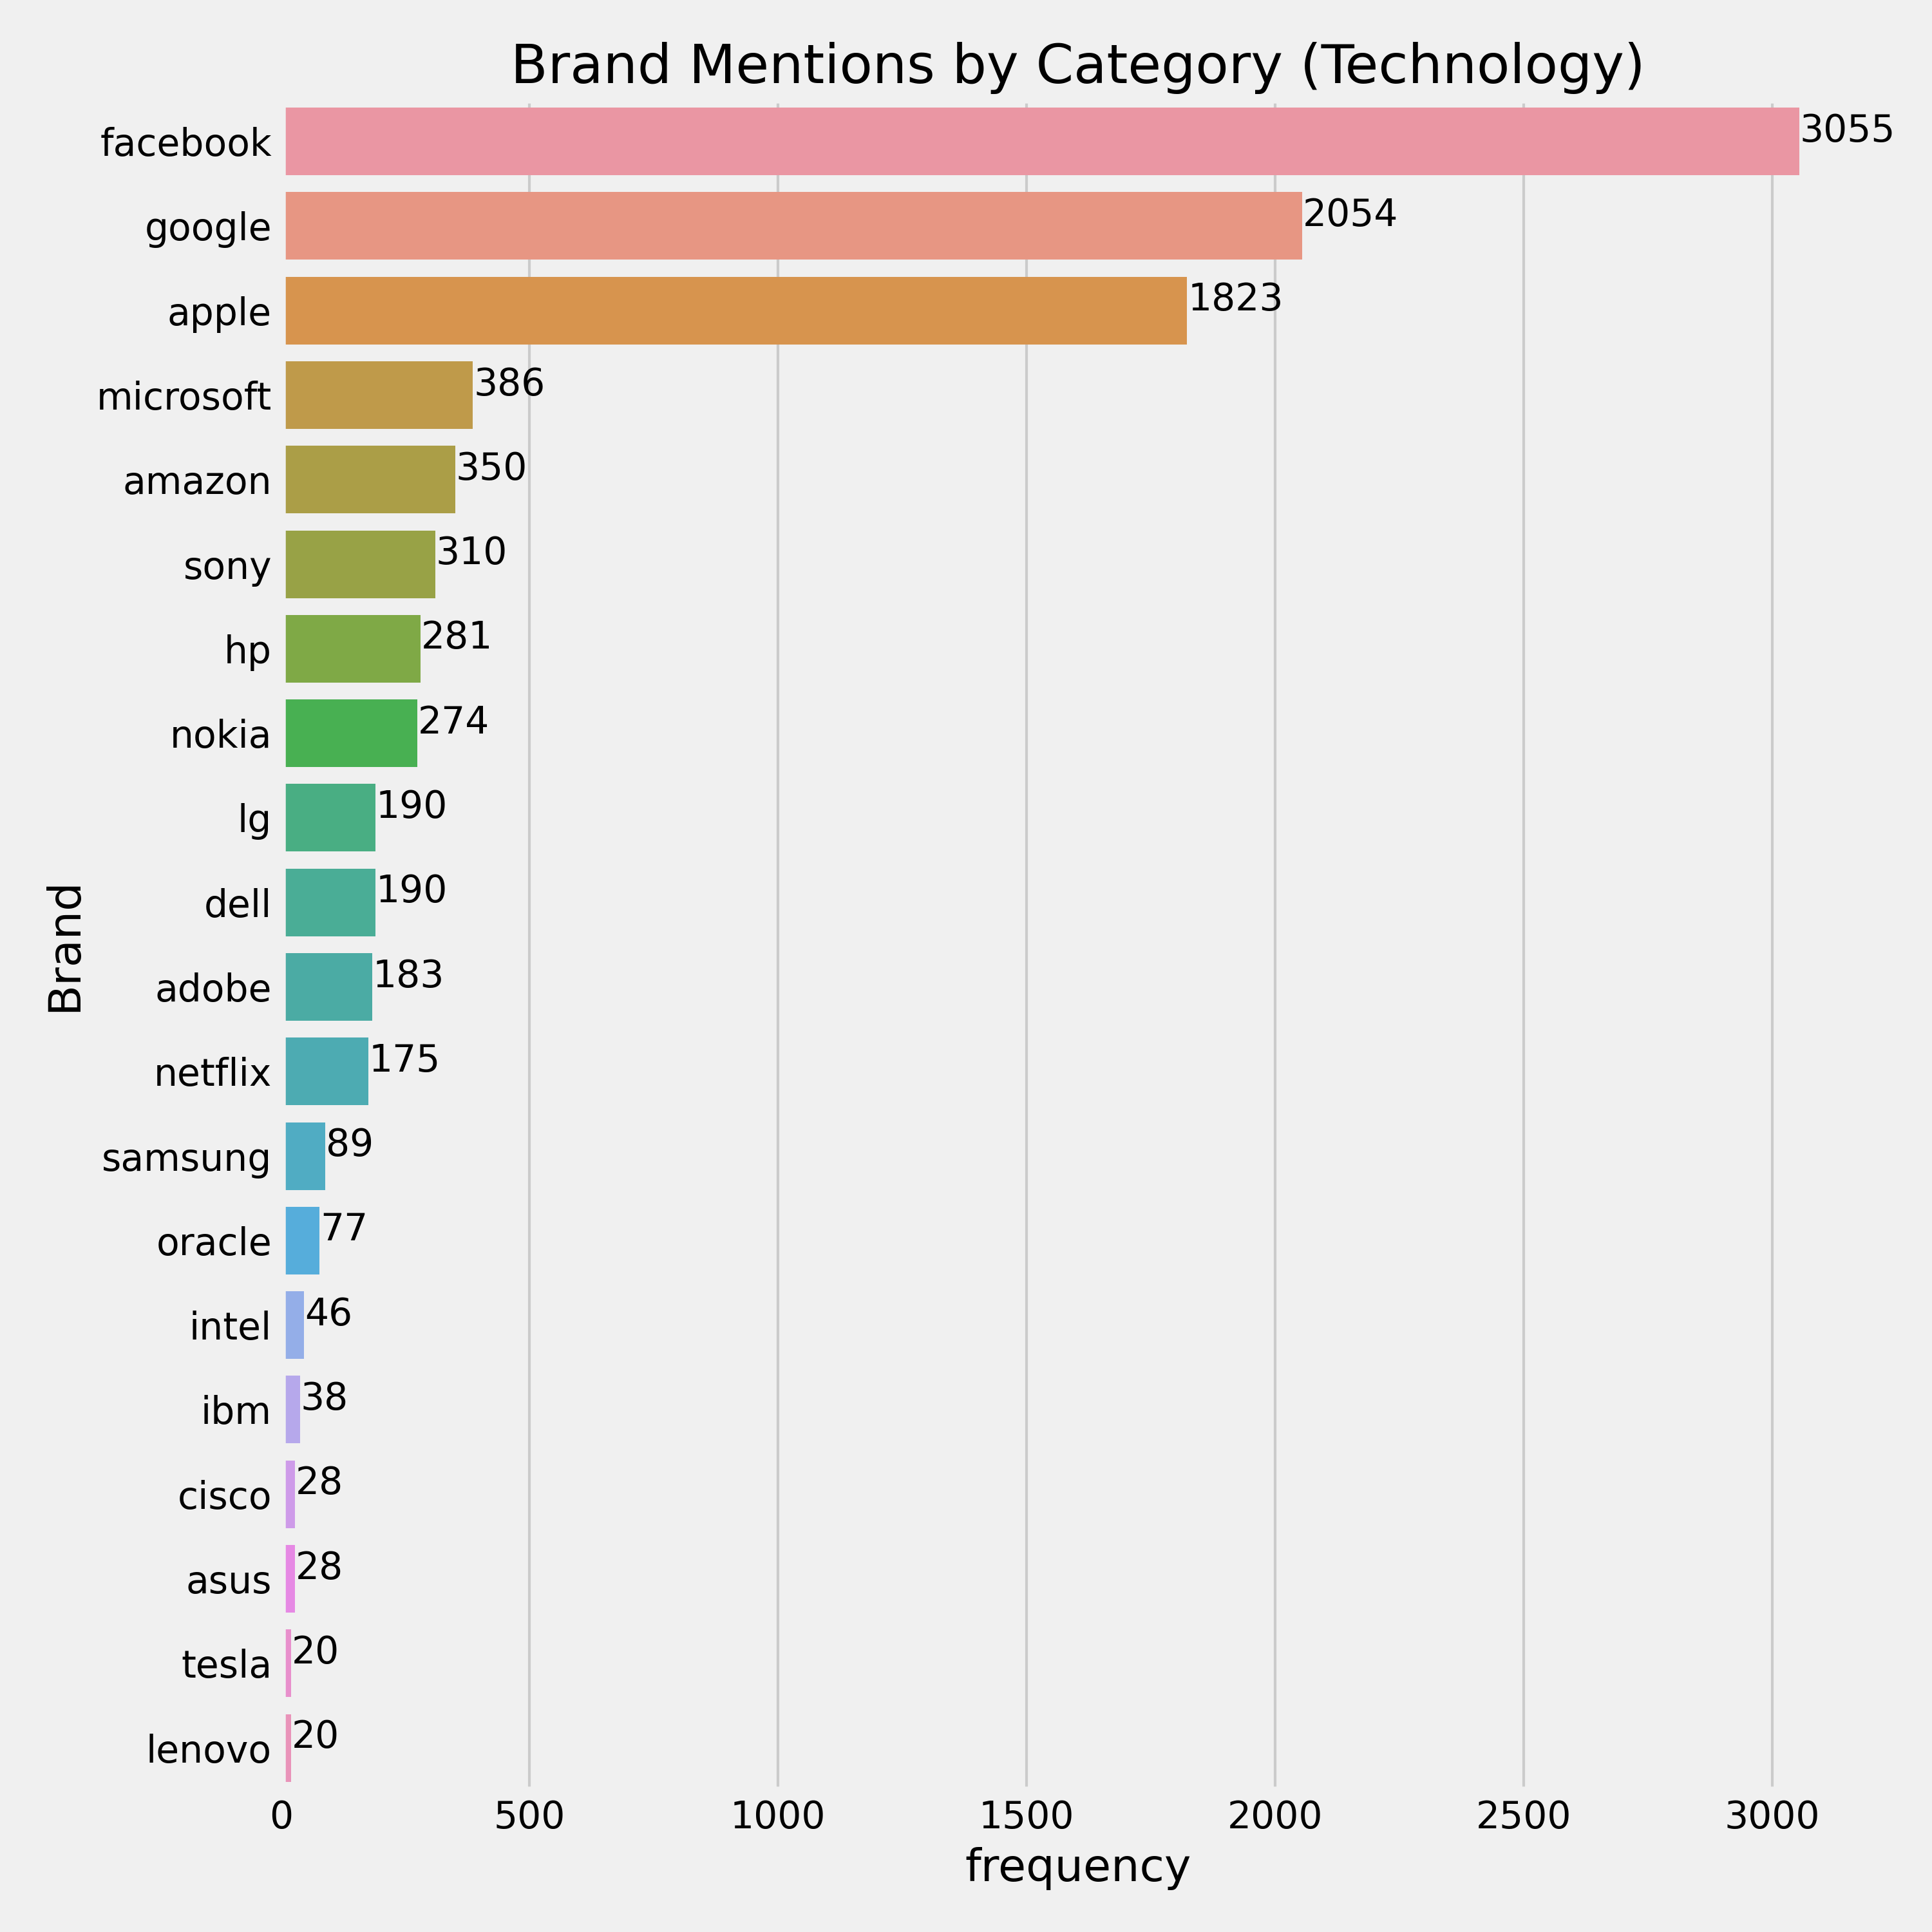 Brand Mentions by Category (Technology)
facebook 3055
google 2054
apple 1823
microsoft 386
amazon 350
sony 310
hp 281
nokia 274
lg 190
dell 190
adobe 183
netflix 175
samsung 89
oracle 77
intel 46
ibm 38
cisco 28
asus 28
tesla 20
lenovo 20
Brand
0 500 1000 1500 2000 2500 3000
frequency